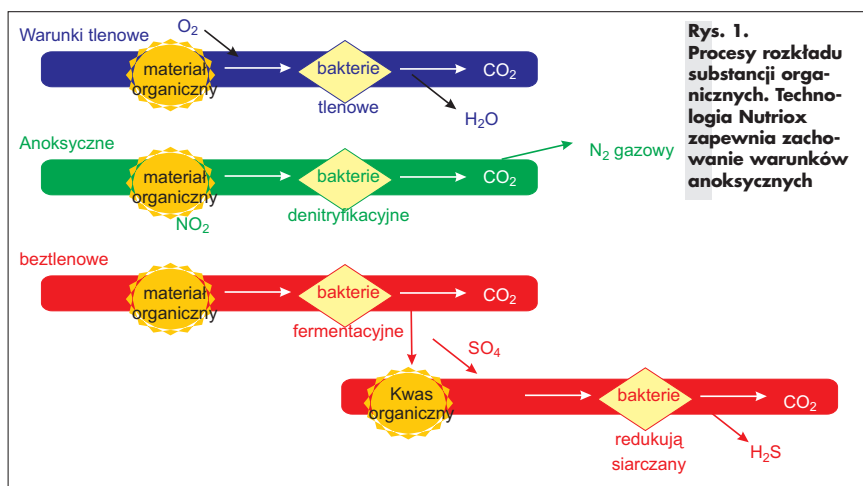 Warunki tlenowe
O₂
materiał
organiczny
bakterie
tlenowe
CO₂
H₂O
Anoksyczne
materiał
organiczny
NO₂
bakterie
denitryfikacyjne
CO₂
N₂ gazowy
beztlenowe
materiał
organiczny
bakterie
fermentacyjne
CO₂
SO₄
Kwas
organiczny
bakterie
redukują
siarczany
CO₂
H₂S
Rys. 1.
Procesy rozkładu
substancji orga-
nicznych. Techno-
logia Nutriox
zapewnia zacho-
wanie warunków
anoksycznych